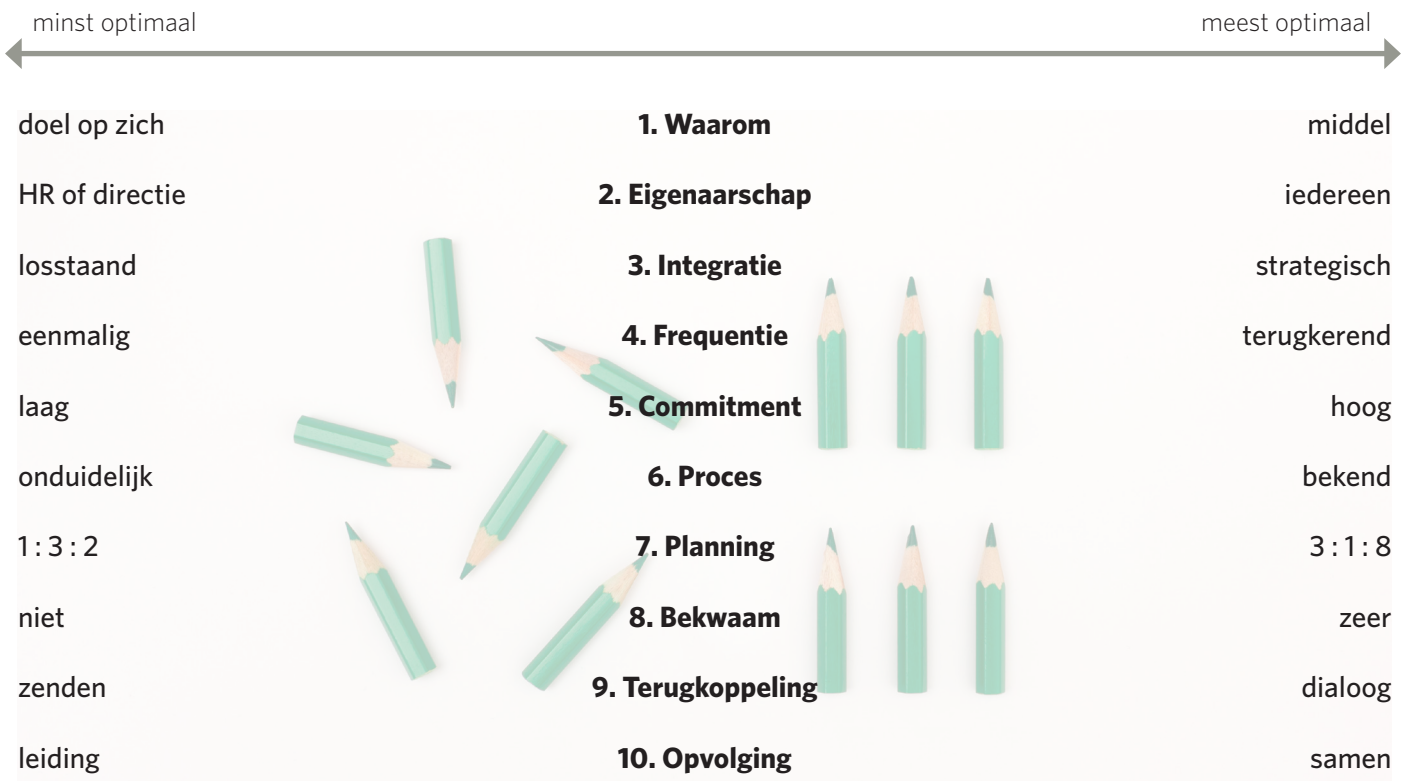 minst optimaal meest optimaal
doel op zich 1. Waarom middel
HR of directie 2. Eigenaarschap iedereen
losstaand 3. Integratie strategisch
eenmalig 4. Frequentie terugkerend
laag 5. Commitment hoog
onduidelijk 6. Proces bekend
1 : 3 : 2 7. Planning 3 : 1 : 8
niet 8. Bekwaam zeer
zenden 9. Terugkoppeling dialoog
leiding 10. Opvolging samen